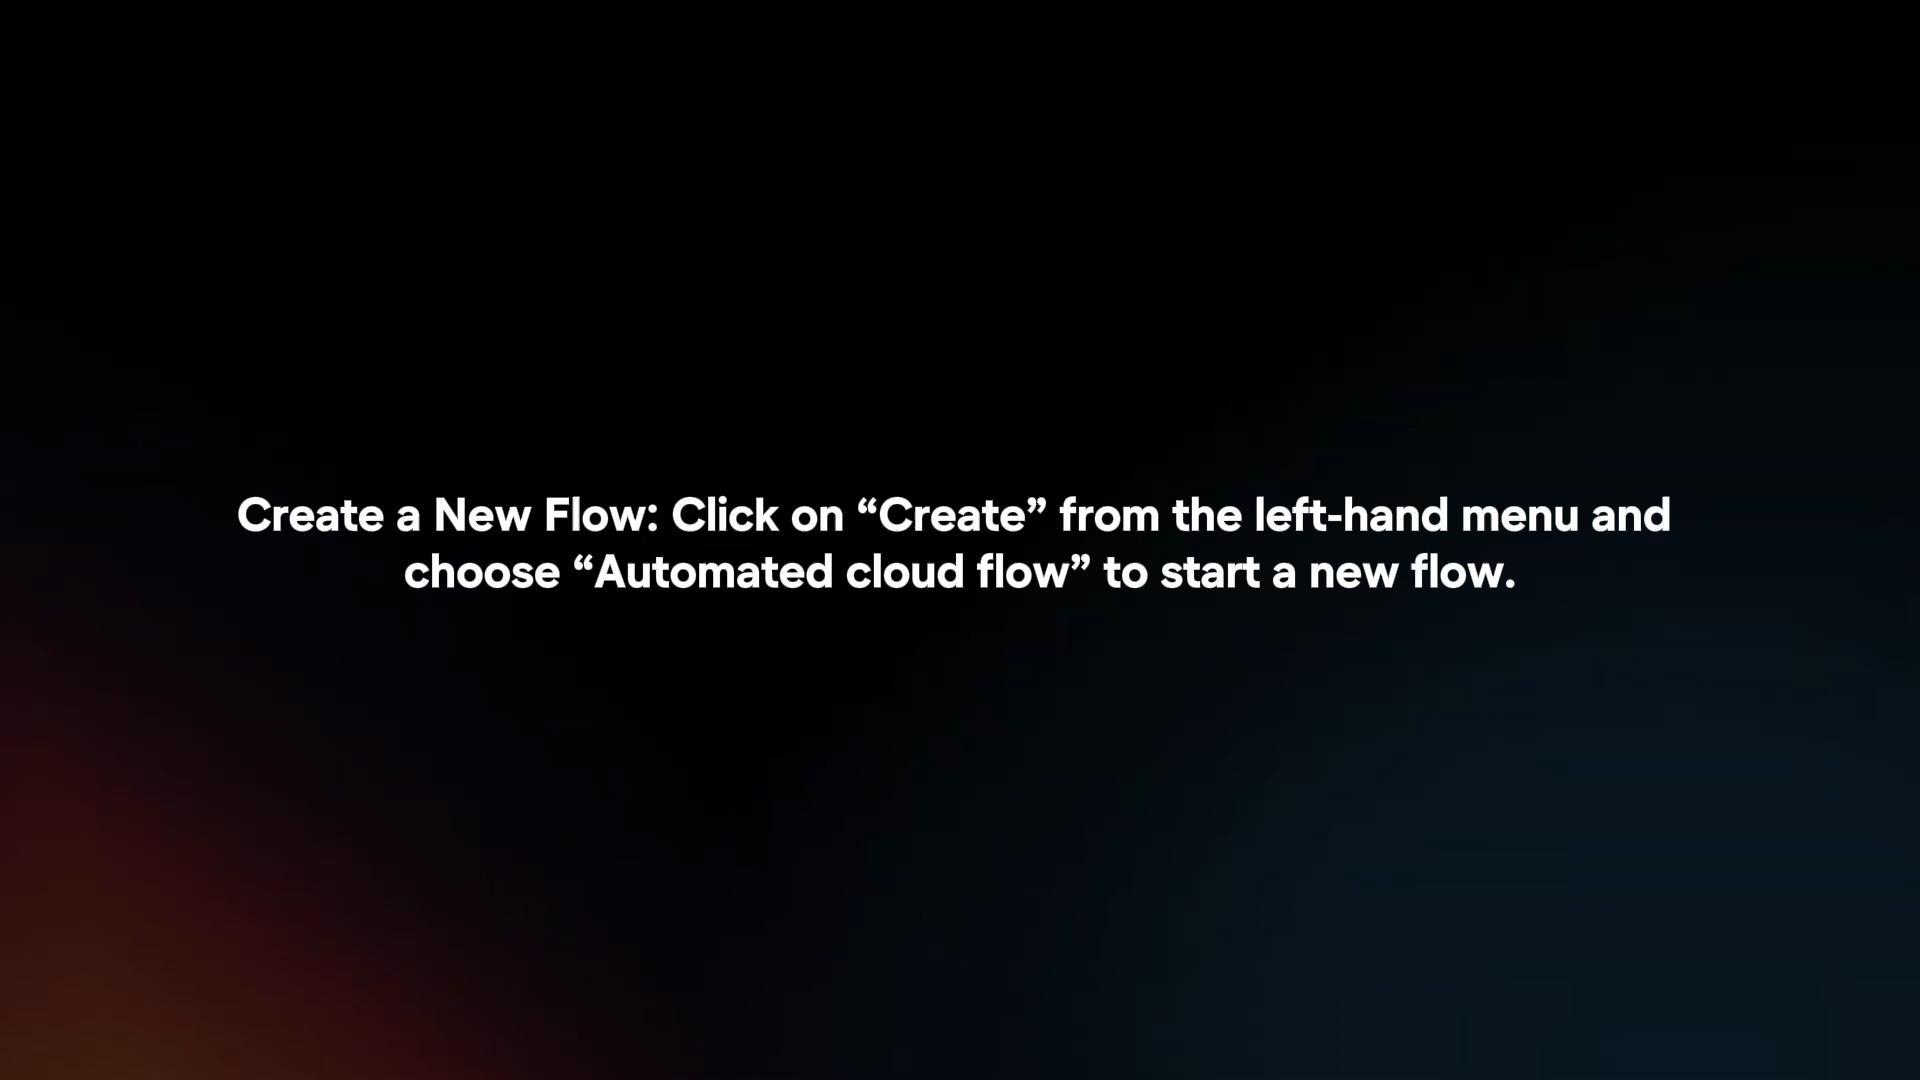 Create a New Flow: Click on “Create” from the left-hand menu and
choose “Automated cloud flow” to start a new flow.